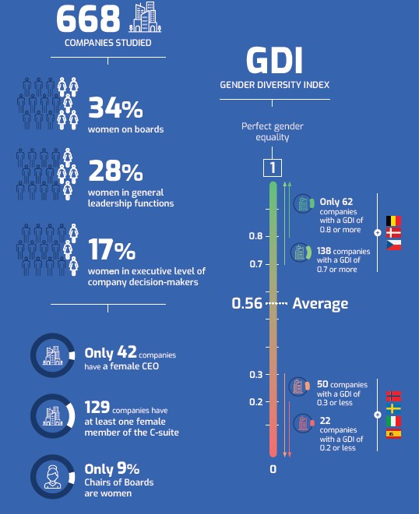 668
COMPANIES STUDIED
34%
women on boards
28%
women in general
leadership functions
17%
women in executive level of
company decision-makers
Only 42 companies
have a female CEO
129 companies have
at least one female
member of the C-suite
Only 9%
Chairs of Boards
are women
GDI
GENDER DIVERSITY INDEX
Perfect gender
equality
1
Only 62
companies
with a GDI of
0.8 or more
0.8
138 companies
with a GDI of
0.7 or more
0.7
0.56 Average
0.3
50 companies
with a GDI of
0.3 or less
0.2
22
companies
with a GDI of
0.2 or less
0